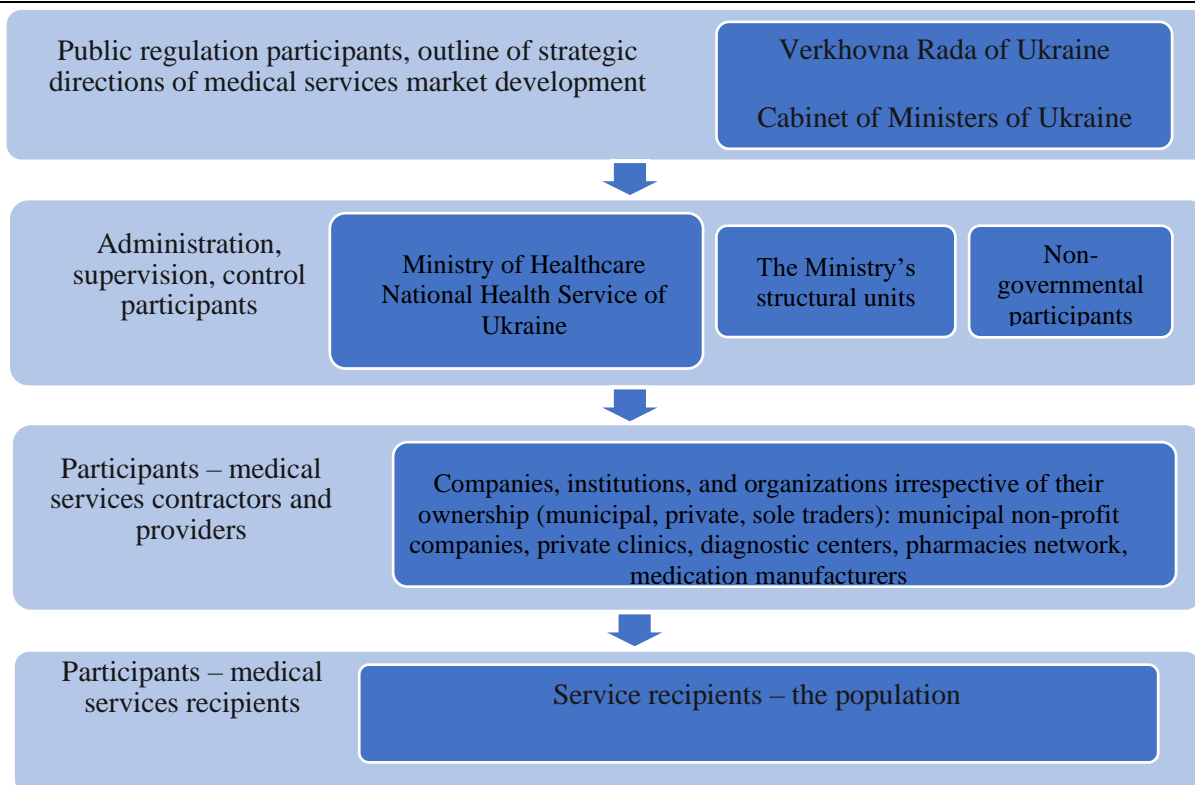 Public regulation participants, outline of strategic
directions of medical services market development
Verkhovna Rada of Ukraine
Cabinet of Ministers of Ukraine
Administration,
supervision, control
participants
Ministry of Healthcare
National Health Service of
Ukraine
The Ministry’s
structural units
Non-
governmental
participants
Participants – medical
services contractors and
providers
Companies, institutions, and organizations irrespective of their
ownership (municipal, private, sole traders): municipal non-profit
companies, private clinics, diagnostic centers, pharmacies network,
medication manufacturers
Participants – medical
services recipients
Service recipients – the population